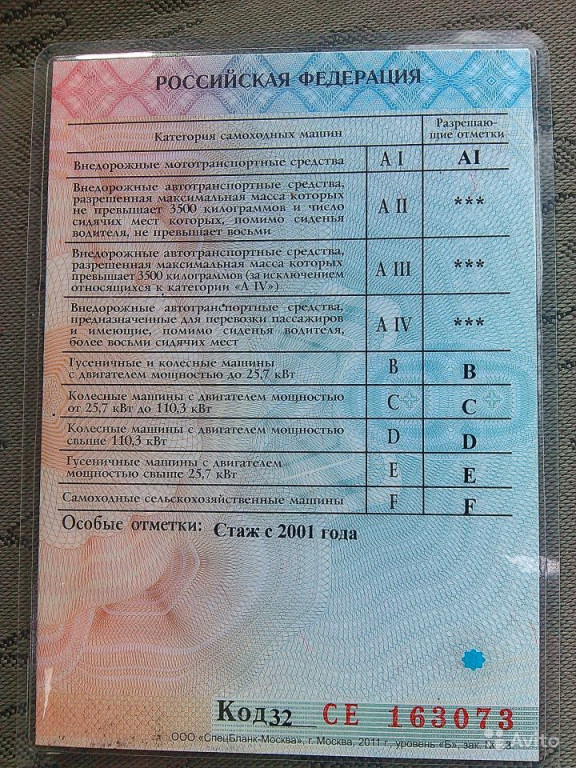 РОССИЙСКАЯ ФЕДЕРАЦИЯ
Категория самоходных машин
Разрешаю-
щие отметки
Внедорожные мототранспортные средства A I AI
Внедорожные автотранспортные средства,
разрешенная максимальная масса которых
не превышает 3500 килограммов и число
сидячих мест которых, помимо сиденья
водителя, не превышает восьми
A II ***
Внедорожные автотранспортные средства,
разрешенная максимальная масса которых
превышает 3500 килограммов (за исключением
относящихся к категории «A IV»)
A III ***
Внедорожные автотранспортные средства,
предназначенные для перевозки пассажиров
и имеющие, помимо сиденья водителя,
более восьми сидячих мест
A IV ***
Гусеничные и колесные машины
с двигателем мощностью до 25,7 кВт
B B
Колесные машины с двигателем мощностью
от 25,7 кВт до 110,3 кВт
C C
Колесные машины с двигателем мощностью
свыше 110,3 кВт
D D
Гусеничные машины с двигателем
мощностью свыше 25,7 кВт
E E
Самоходные сельскохозяйственные машины F F
Особые отметки: Стаж с 2001 года
Код 32 СЕ 163073
ООО «СпецБланк-Москва», г. Москва, 2011 г., уровень «Б», зак.
Avito